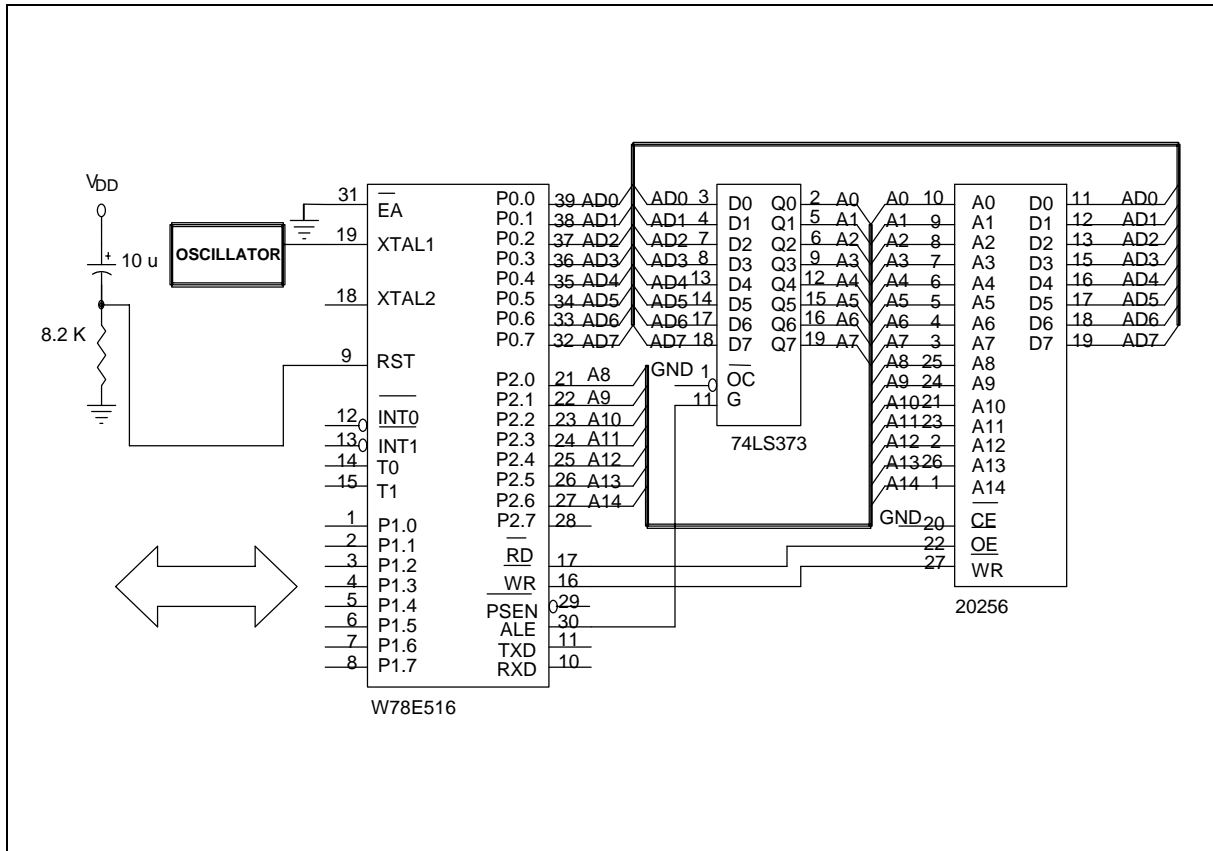 VDD
10 u
8.2 K
OSCILLATOR
31 EA
19 XTAL1
18 XTAL2
9 RST
12 INT0
13 INT1
14 T0
15 T1
1 P1.0
2 P1.1
3 P1.2
4 P1.3
5 P1.4
6 P1.5
7 P1.6
8 P1.7
P0.0 39 AD0
P0.1 38 AD1
P0.2 37 AD2
P0.3 36 AD3
P0.4 35 AD4
P0.5 34 AD5
P0.6 33 AD6
P0.7 32 AD7
P2.0 21 A8
P2.1 22 A9
P2.2 23 A10
P2.3 24 A11
P2.4 25 A12
P2.5 26 A13
P2.6 27 A14
P2.7 28
RD 17
WR 16
PSEN 29
ALE 30
TXD 11
RXD 10
W78E516
AD0 3 D0 Q0 2 A0
AD1 4 D1 Q1 5 A1
AD2 7 D2 Q2 6 A2
AD3 8 D3 Q3 9 A3
AD4 13 D4 Q4 12 A4
AD5 14 D5 Q5 15 A5
AD6 17 D6 Q6 16 A6
AD7 18 D7 Q7 19 A7
GND 1 OC
11 G
74LS373
A0 10 A0 D0 11 AD0
A1 9 A1 D1 12 AD1
A2 8 A2 D2 13 AD2
A3 7 A3 D3 15 AD3
A4 6 A4 D4 16 AD4
A5 5 A5 D5 17 AD5
A6 4 A6 D6 18 AD6
A7 3 A7 D7 19 AD7
A8 25 A8
A9 24 A9
A10 21 A10
A11 23 A11
A12 2 A12
A13 26 A13
A14 1 A14
GND 20 CE
22 OE
27 WR
20256